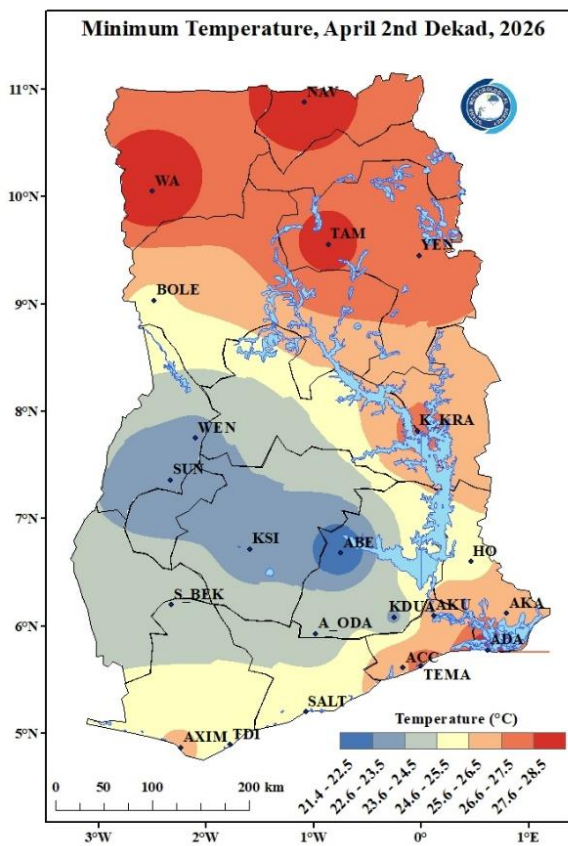 Minimum Temperature, April 2nd Dekad, 2026
11°N
NAV
WA
10°N
TAM
YEN
9°N
BOLE
8°N
K_KRA
WEN
SUN
7°N
KSI
ABE
HO
S_BEK
KDUA
AKU
AKA
6°N
A_ODA
ADA
ACC
TEMA
SALT
5°N
AXIM
TDI
Temperature (°C)
21.4 - 22.5
22.6 - 23.5
23.6 - 24.5
24.6 - 25.5
25.6 - 26.5
26.6 - 27.5
27.6 - 28.5
0 50 100 200 km
3°W 2°W 1°W 0° 1°E